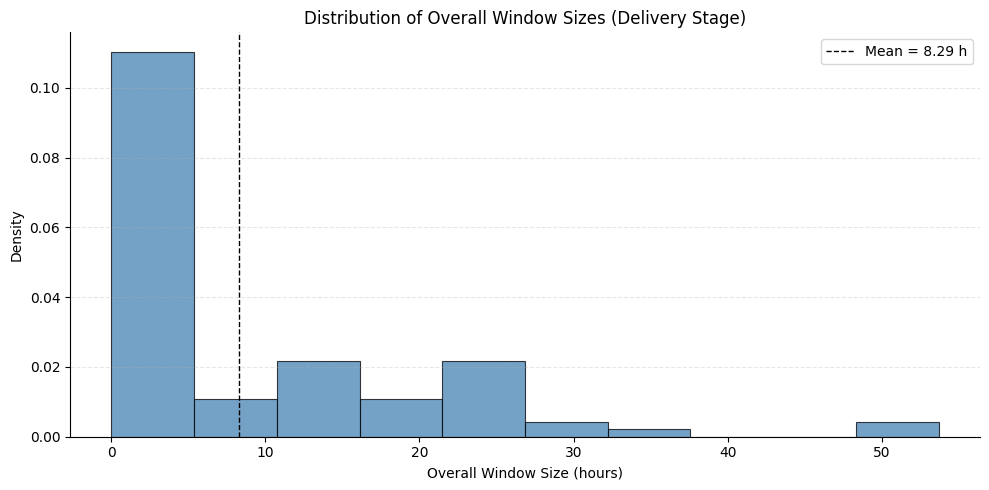 Distribution of Overall Window Sizes (Delivery Stage)
Mean = 8.29 h
Density
0.10
0.08
0.06
0.04
0.02
0.00
0 10 20 30 40 50
Overall Window Size (hours)